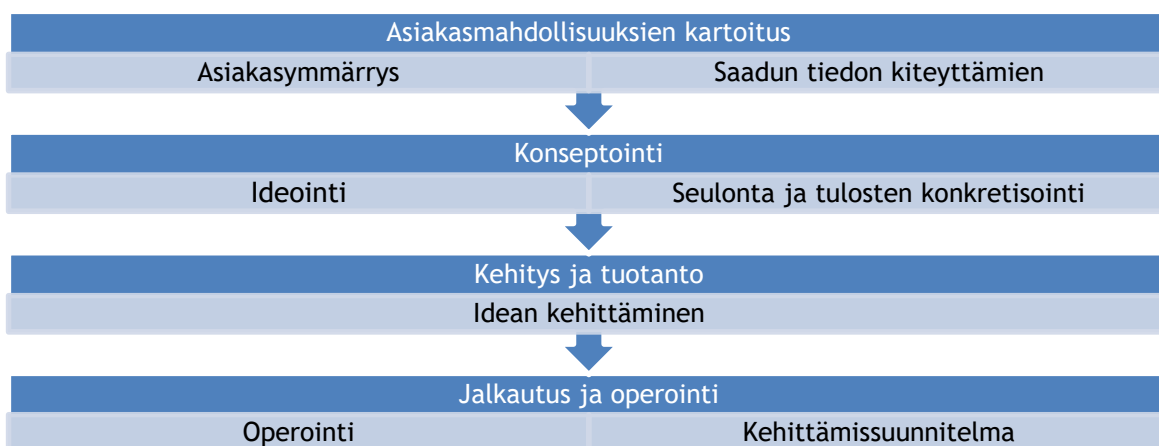 Asiakasmahdollisuuksien kartoitus
Asiakasymmärrys
Saadun tiedon kiteyttämien
Konseptointi
Ideointi
Seulonta ja tulosten konkretisointi
Kehitys ja tuotanto
Idean kehittäminen
Jalkautus ja operointi
Operointi
Kehittämissuunnitelma